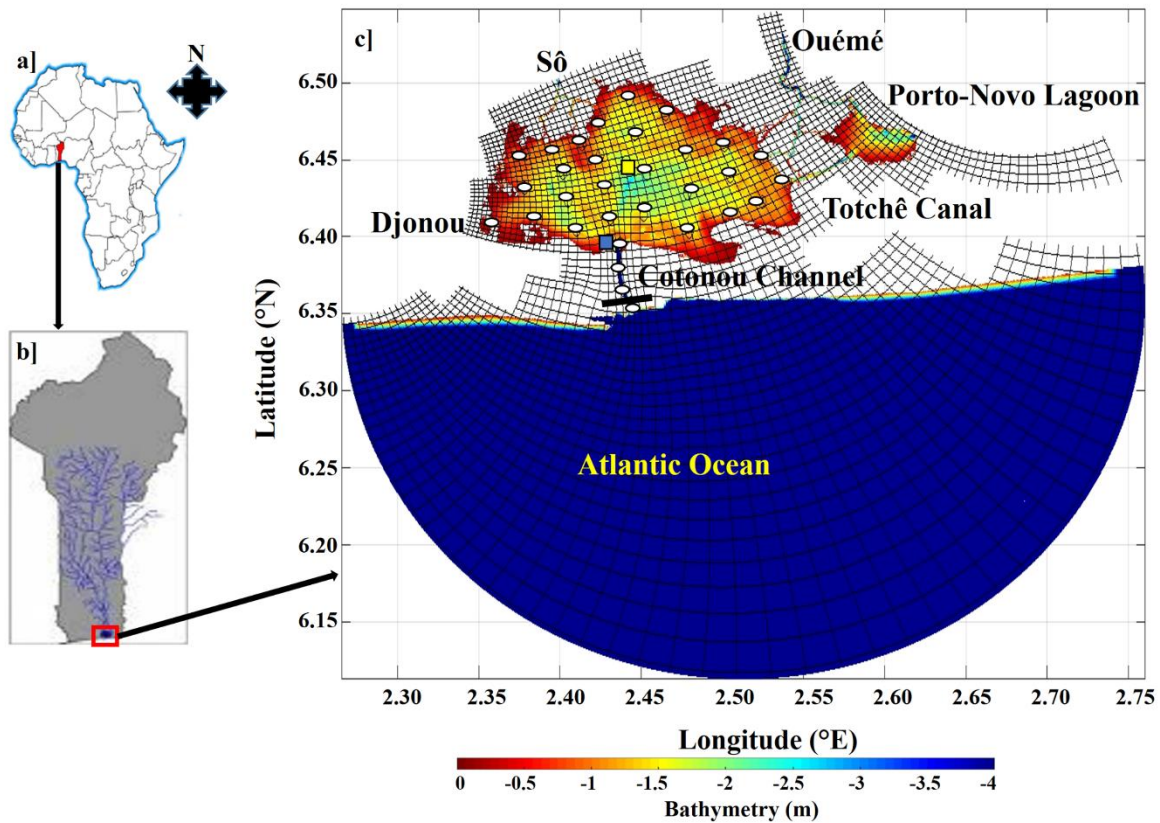 a]
N
b]
c]
Ouémé
Sô
Porto-Novo Lagoon
Djonou
Totchê Canal
Cotonou Channel
Atlantic Ocean
Latitude (°N)
6.50
6.45
6.40
6.35
6.30
6.25
6.20
6.15
2.30 2.35 2.40 2.45 2.50 2.55 2.60 2.65 2.70 2.75
Longitude (°E)
0 -0.5 -1 -1.5 -2 -2.5 -3 -3.5 -4
Bathymetry (m)